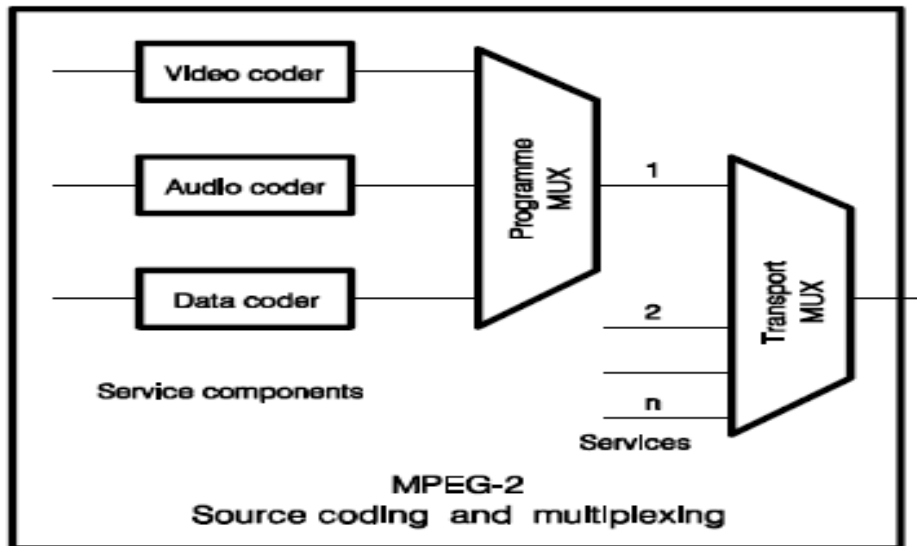 Video coder
Audio coder
Data coder
Service components
Programme
MUX
1
2
n
Services
Transport
MUX
MPEG-2
Source coding and multiplexing